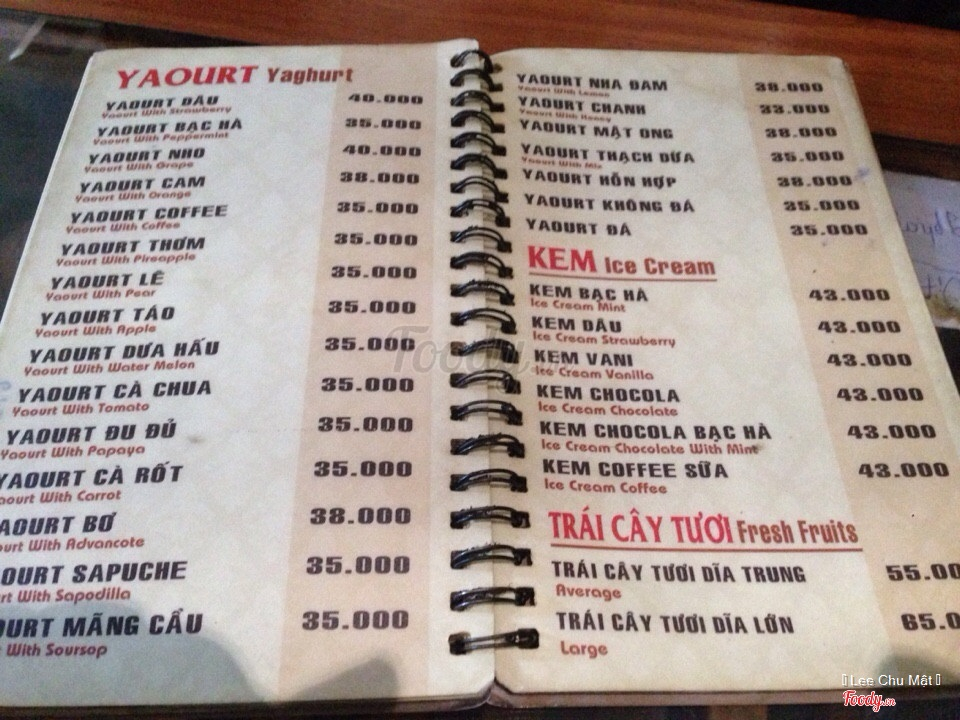 YAOURT Yaghurt
YAOURT DÂU 40.000
Yaourt With Strawberry
YAOURT BẠC HÀ 35.000
Yaourt With Peppermint
YAOURT NHO 40.000
Yaourt With Grape
YAOURT CAM 38.000
Yaourt With Orange
YAOURT COFFEE 35.000
Yaourt With Coffee
YAOURT THƠM 35.000
Yaourt With Pireapple
YAOURT LÊ 35.000
Yaourt With Pear
YAOURT TÁO 35.000
Yaourt With Apple
YAOURT DƯA HẤU 35.000
Yaourt With Water Melon
YAOURT CÀ CHUA 35.000
Yaourt With Tomato
YAOURT ĐU ĐỦ 35.000
Yaourt With Papaya
YAOURT CÀ RỐT 35.000
aourt With Carrot
AOURT BƠ 38.000
ourt With Advancote
OURT SAPUCHE 35.000
rt With Sapodilla
OURT MÃNG CẦU 35.000
t With Soursop
YAOURT NHA ĐAM 38.000
Yaourt With Lemon
YAOURT CHANH 33.000
Yaourt With Honey
YAOURT MẬT ONG 38.000
YAOURT THẠCH DỪA 35.000
Yaourt With Mix
YAOURT HỖN HỢP 38.000
YAOURT KHÔNG ĐÁ 35.000
YAOURT ĐÁ 35.000
KEM Ice Cream
KEM BẠC HÀ 43.000
Ice Cream Mint
KEM DÂU 43.000
Ice Cream Strawberry
KEM VANI 43.000
Ice Cream Vanilla
KEM CHOCOLA 43.000
Ice Cream Chocolate
KEM CHOCOLA BẠC HÀ 43.000
Ice Cream Chocolate With Mint
KEM COFFEE SỮA 43.000
Ice Cream Coffee
TRÁI CÂY TƯƠI Fresh Fruits
TRÁI CÂY TƯƠI DĨA TRUNG 55.00
Average
TRÁI CÂY TƯƠI DĨA LỚN 65.0
Large
Foody
Lee Chu Mật
Foody.vn